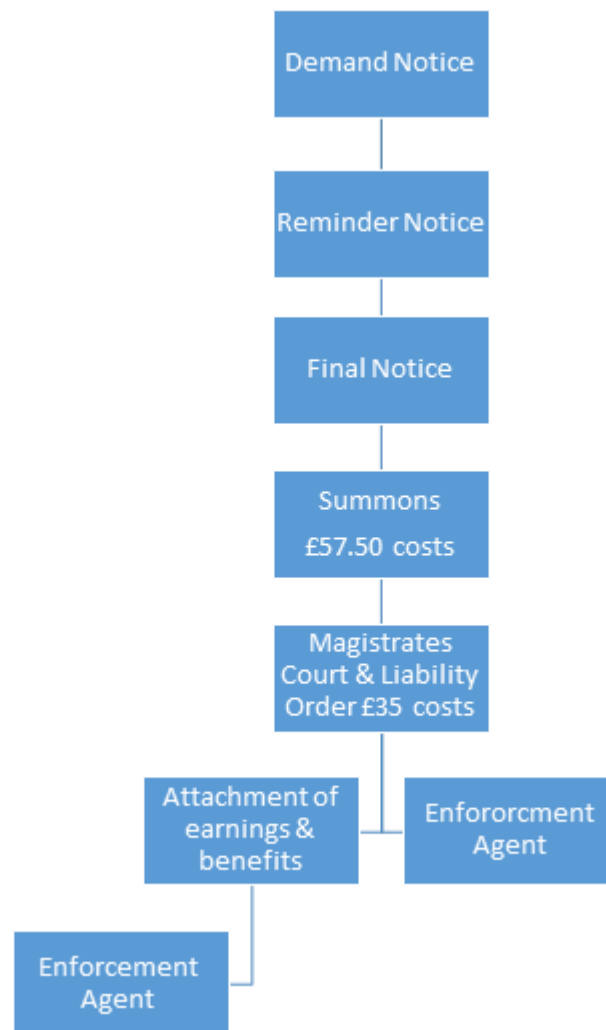 Demand Notice
Reminder Notice
Final Notice
Summons
£57.50 costs
Magistrates
Court & Liability
Order £35 costs
Attachment of
earnings &
benefits
Enfororcment
Agent
Enforcement
Agent